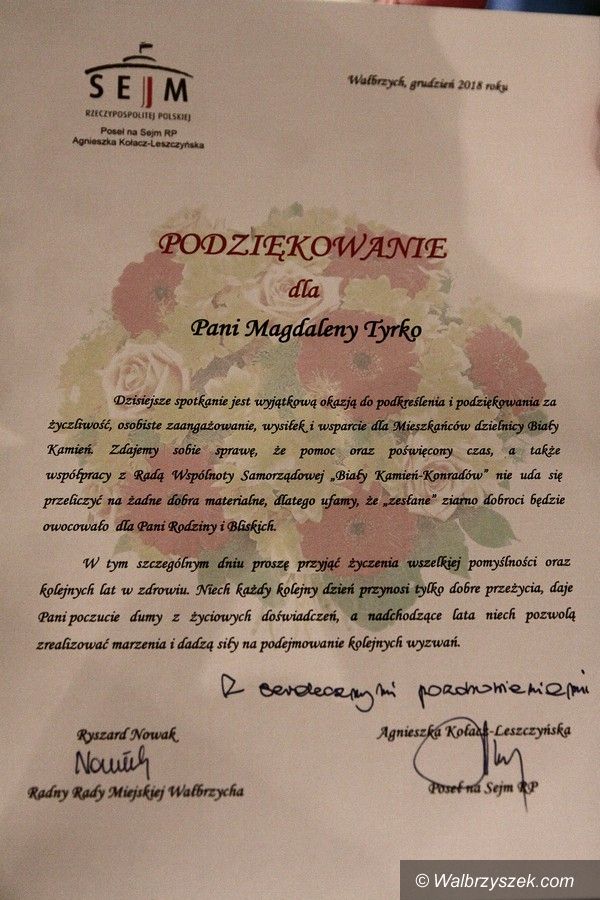 SEJM
RZECZYPOSPOLITEJ POLSKIEJ
Poseł na Sejm RP
Agnieszka Kołacz-Leszczyńska
Wałbrzych, grudzień 2018 roku
PODZIĘKOWANIE
dla
Pani Magdaleny Tyrko
Dzisiejsze spotkanie jest wyjątkową okazją do podkreślenia i podziękowania za
życzliwość, osobiste zaangażowanie, wysiłek i wsparcie dla Mieszkańców dzielnicy Biały
Kamień. Zdajemy sobie sprawę, że pomoc oraz poświęcony czas, a także
współpracy z Radą Wspólnoty Samorządowej „Biały Kamień-Konradów” nie uda się
przeliczyć na żadne dobra materialne, dlatego ufamy, że „zesłane” ziarno dobroci będzie
owocowało dla Pani Rodziny i Bliskich.
W tym szczególnym dniu proszę przyjąć życzenia wszelkiej pomyślności oraz
kolejnych lat w zdrowiu. Niech każdy kolejny dzień przynosi tylko dobre przeżycia, daje
Pani poczucie dumy z życiowych doświadczeń, a nadchodzące lata niech pozwolą
zrealizować marzenia i dadzą siły na podejmowanie kolejnych wyzwań.
Z serdecznymi pozdrowieniami
Ryszard Nowak
Nowak
Radny Rady Miejskiej Wałbrzycha
Agnieszka Kołacz-Leszczyńska
Poseł na Sejm RP
© Walbrzyszek.com